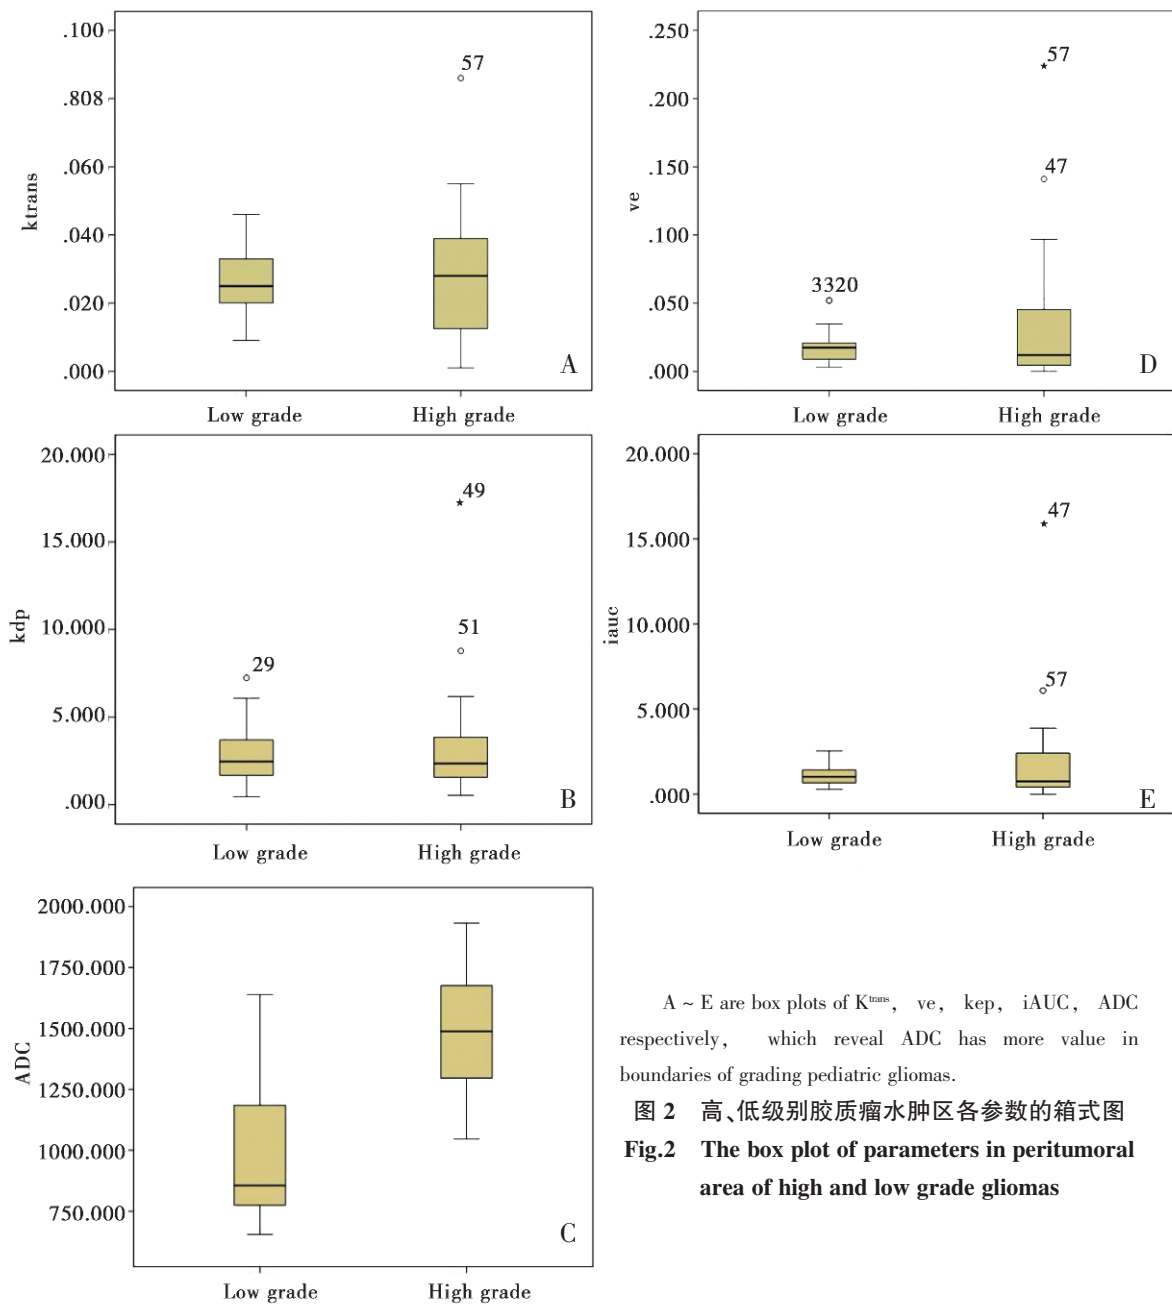 .100
.808
.060
.040
.020
.000
ktrans
57
A
Low grade
High grade
.250
.200
.150
.100
.050
.000
ve
3320
57
47
D
Low grade
High grade
20.000
15.000
10.000
5.000
.000
kdp
29
49
51
B
Low grade
High grade
20.000
15.000
10.000
5.000
.000
iauc
47
57
E
Low grade
High grade
2000.000
1750.000
1500.000
1250.000
1000.000
750.000
ADC
C
Low grade
High grade
A ~ E are box plots of Ktrans, ve, kep, iAUC, ADC
respectively, which reveal ADC has more value in
boundaries of grading pediatric gliomas.
图 2 高、低级别胶质瘤水肿区各参数的箱式图
Fig.2 The box plot of parameters in peritumoral
area of high and low grade gliomas